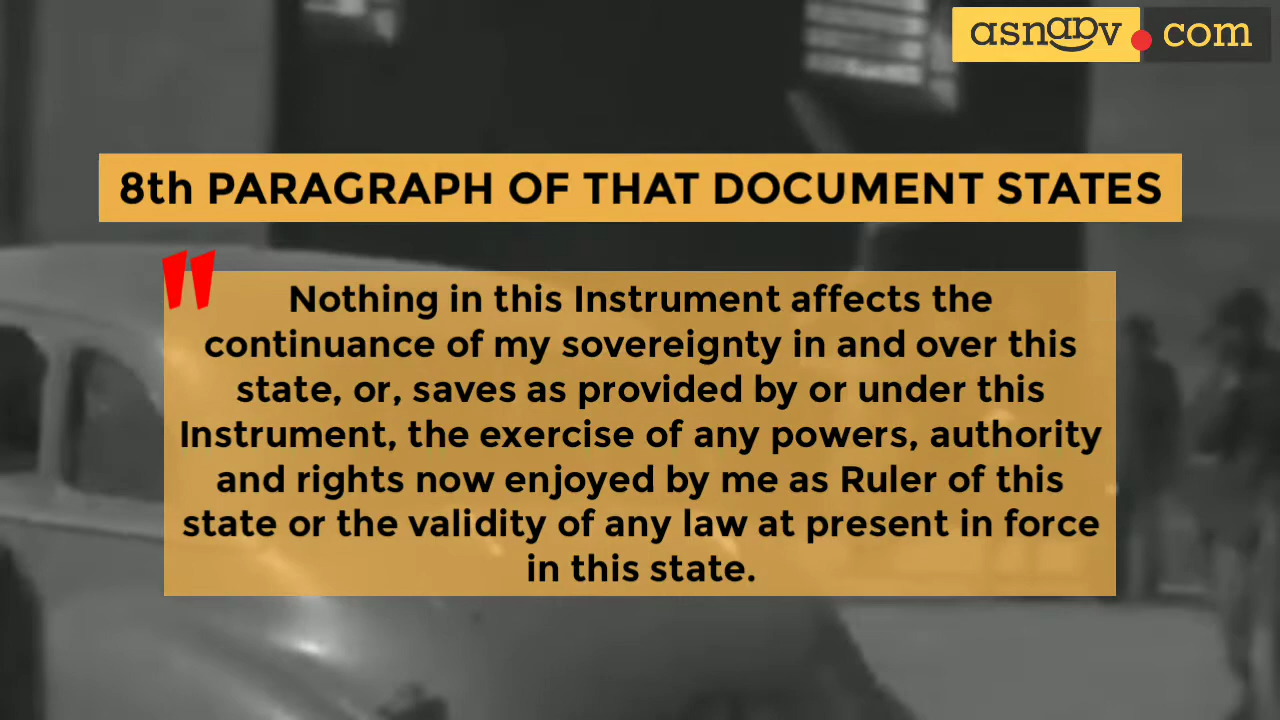 asnapv.com
8th PARAGRAPH OF THAT DOCUMENT STATES
"Nothing in this Instrument affects the
continuance of my sovereignty in and over this
state, or, saves as provided by or under this
Instrument, the exercise of any powers, authority
and rights now enjoyed by me as Ruler of this
state or the validity of any law at present in force
in this state.